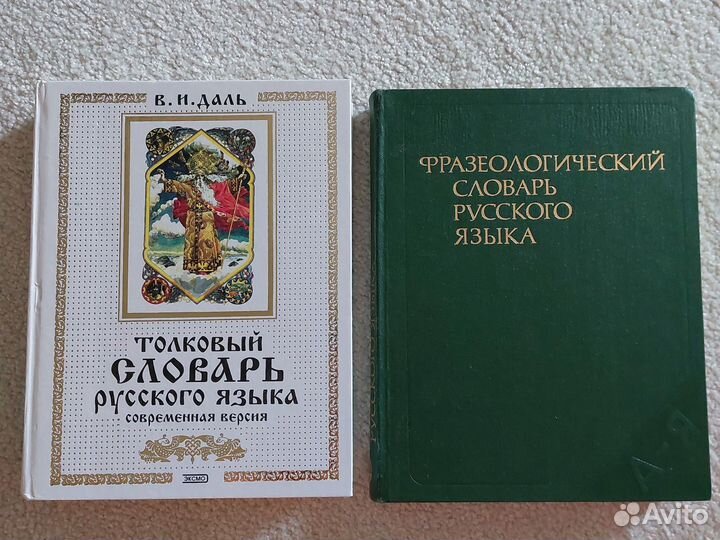 В.И.ДАЛЬ
ТОЛКОВЫЙ
СЛОВАРЬ
РУССКОГО ЯЗЫКА
СОВРЕМЕННАЯ ВЕРСИЯ
ЭКСМО
ФРАЗЕОЛОГИЧЕСКИЙ
СЛОВАРЬ
РУССКОГО
ЯЗЫКА
А-Я
Avito